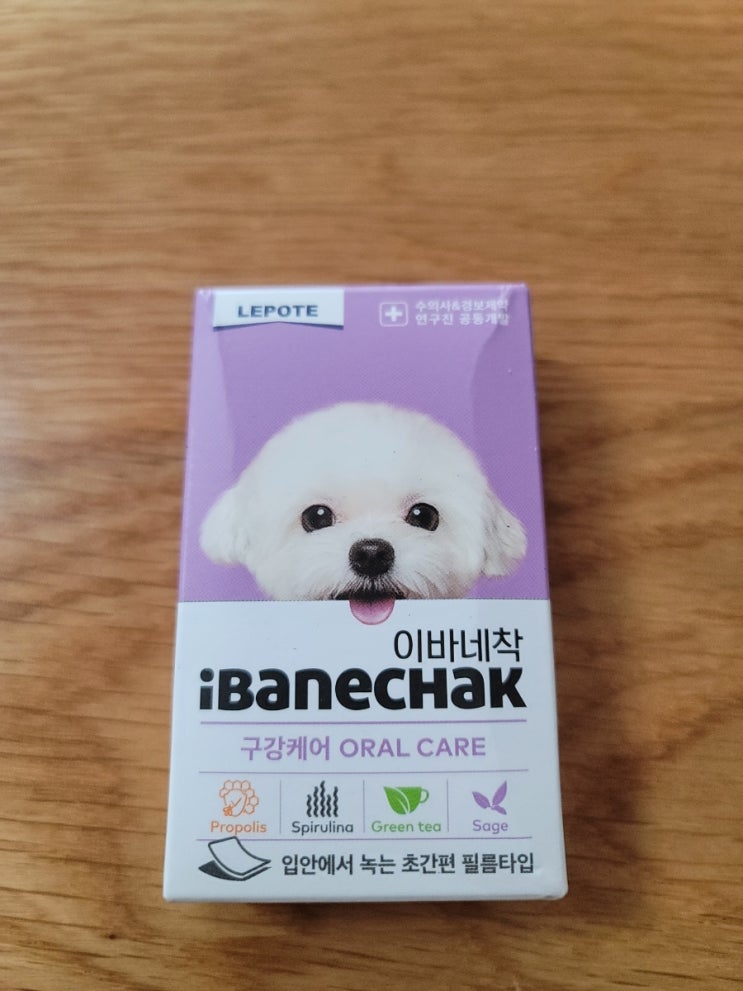 LEPOTE
수의사&경보제약
연구진 공동개발
이바네착
iBanecHaK
구강케어 ORAL CARE
Propolis
Spirulina
Green tea
Sage
입안에서 녹는 초간편 필름타입